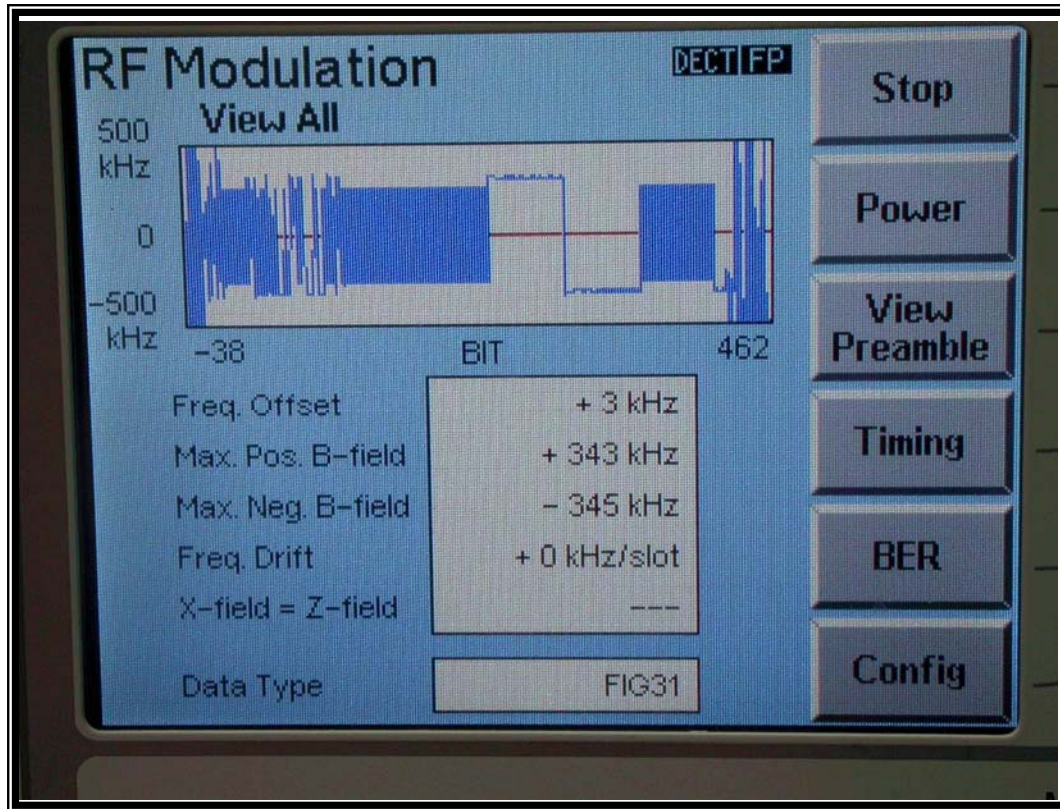 RF Modulation
DECT FP
View All
500
kHz
0
-500
kHz
-38
BIT
462
Freq. Offset
+ 3 kHz
Max. Pos. B-field
+ 343 kHz
Max. Neg. B-field
- 345 kHz
Freq. Drift
+ 0 kHz/slot
X-field = Z-field
---
Data Type
FIG31
Stop
Power
View
Preamble
Timing
BER
Config